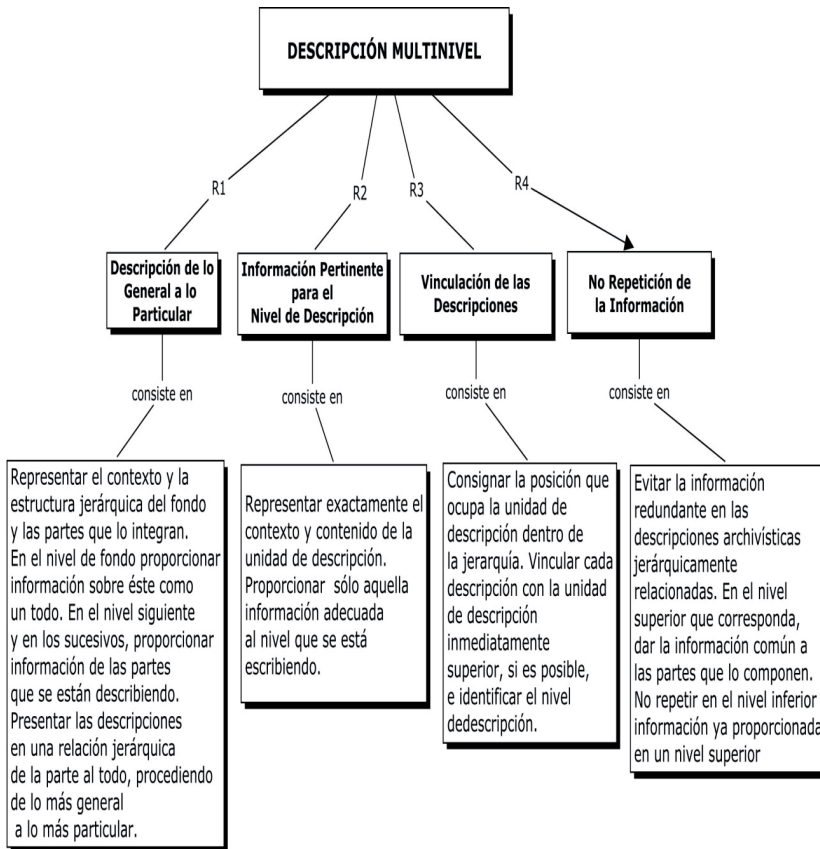 DESCRIPCIÓN MULTINIVEL
R1
R2
R3
R4
Descripción de lo
General a lo
Particular
Información Pertinente
para el
Nivel de Descripción
Vinculación de las
Descripciones
No Repetición de
la Información
consiste en
consiste en
consiste en
consiste en
Representar el contexto y la
estructura jerárquica del fondo
y las partes que lo integran.
En el nivel de fondo proporcionar
información sobre éste como
un todo. En el nivel siguiente
y en los sucesivos, proporcionar
información de las partes
que se están describiendo.
Presentar las descripciones
en una relación jerárquica
de la parte al todo, procediendo
de lo más general
a lo más particular.
Representar exactamente el
contexto y contenido de la
unidad de descripción.
Proporcionar sólo aquella
información adecuada
al nivel que se está
escribiendo.
Consignar la posición que
ocupa la unidad de
descripción dentro de
la jerarquía. Vincular cada
descripción con la unidad
de descripción
inmediatamente
superior, si es posible,
e identificar el nivel
dedescripción.
Evitar la información
redundante en las
descripciones archivísticas
jerárquicamente
relacionadas. En el nivel
superior que corresponda,
dar la información común a
las partes que lo componen.
No repetir en el nivel inferior
información ya proporcionada
en un nivel superior